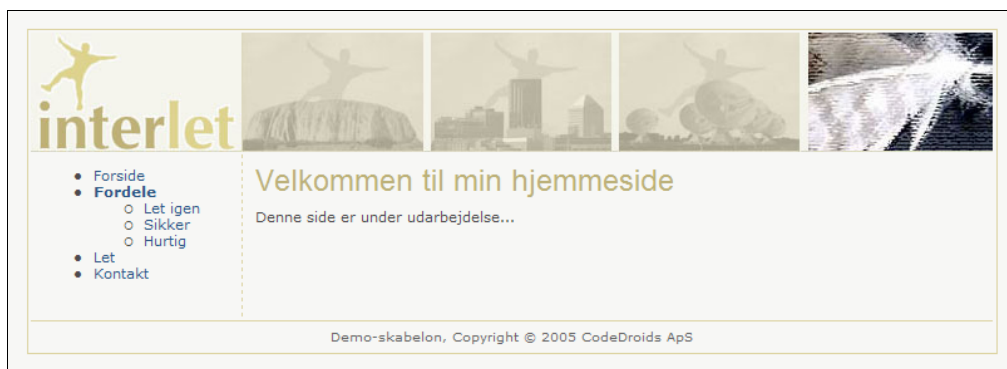 interlet
Forside
Fordele
Let igen
Sikker
Hurtig
Let
Kontakt
Velkommen til min hjemmeside
Denne side er under udarbejdelse...
Demo-skabelon, Copyright © 2005 CodeDroids ApS